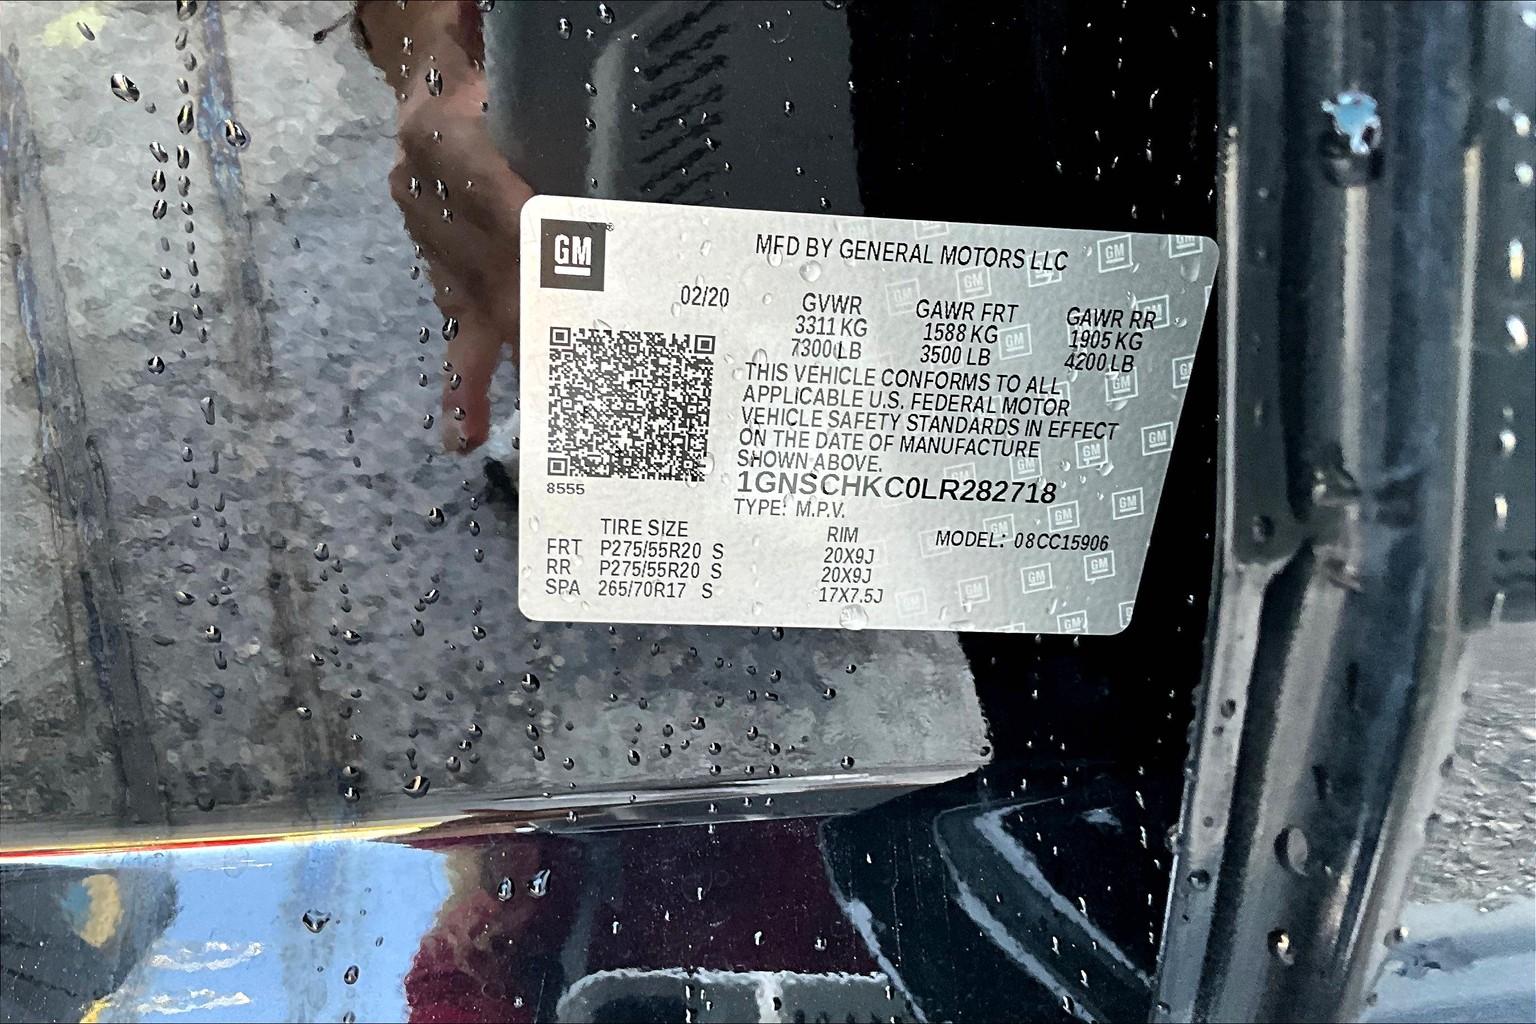 GM
MFD BY GENERAL MOTORS LLC
02/20
GVWR GAWR FRT GAWR RR
3311 KG 1588 KG 1905 KG
7300 LB 3500 LB 4200 LB
THIS VEHICLE CONFORMS TO ALL
APPLICABLE U.S. FEDERAL MOTOR
VEHICLE SAFETY STANDARDS IN EFFECT
ON THE DATE OF MANUFACTURE
SHOWN ABOVE.
1GNSCHKC0LR282718
8555
TYPE: M.P.V.
TIRE SIZE RIM MODEL: 08CC15906
FRT P275/55R20 S 20X9J
RR P275/55R20 S 20X9J
SPA 265/70R17 S 17X7.5J